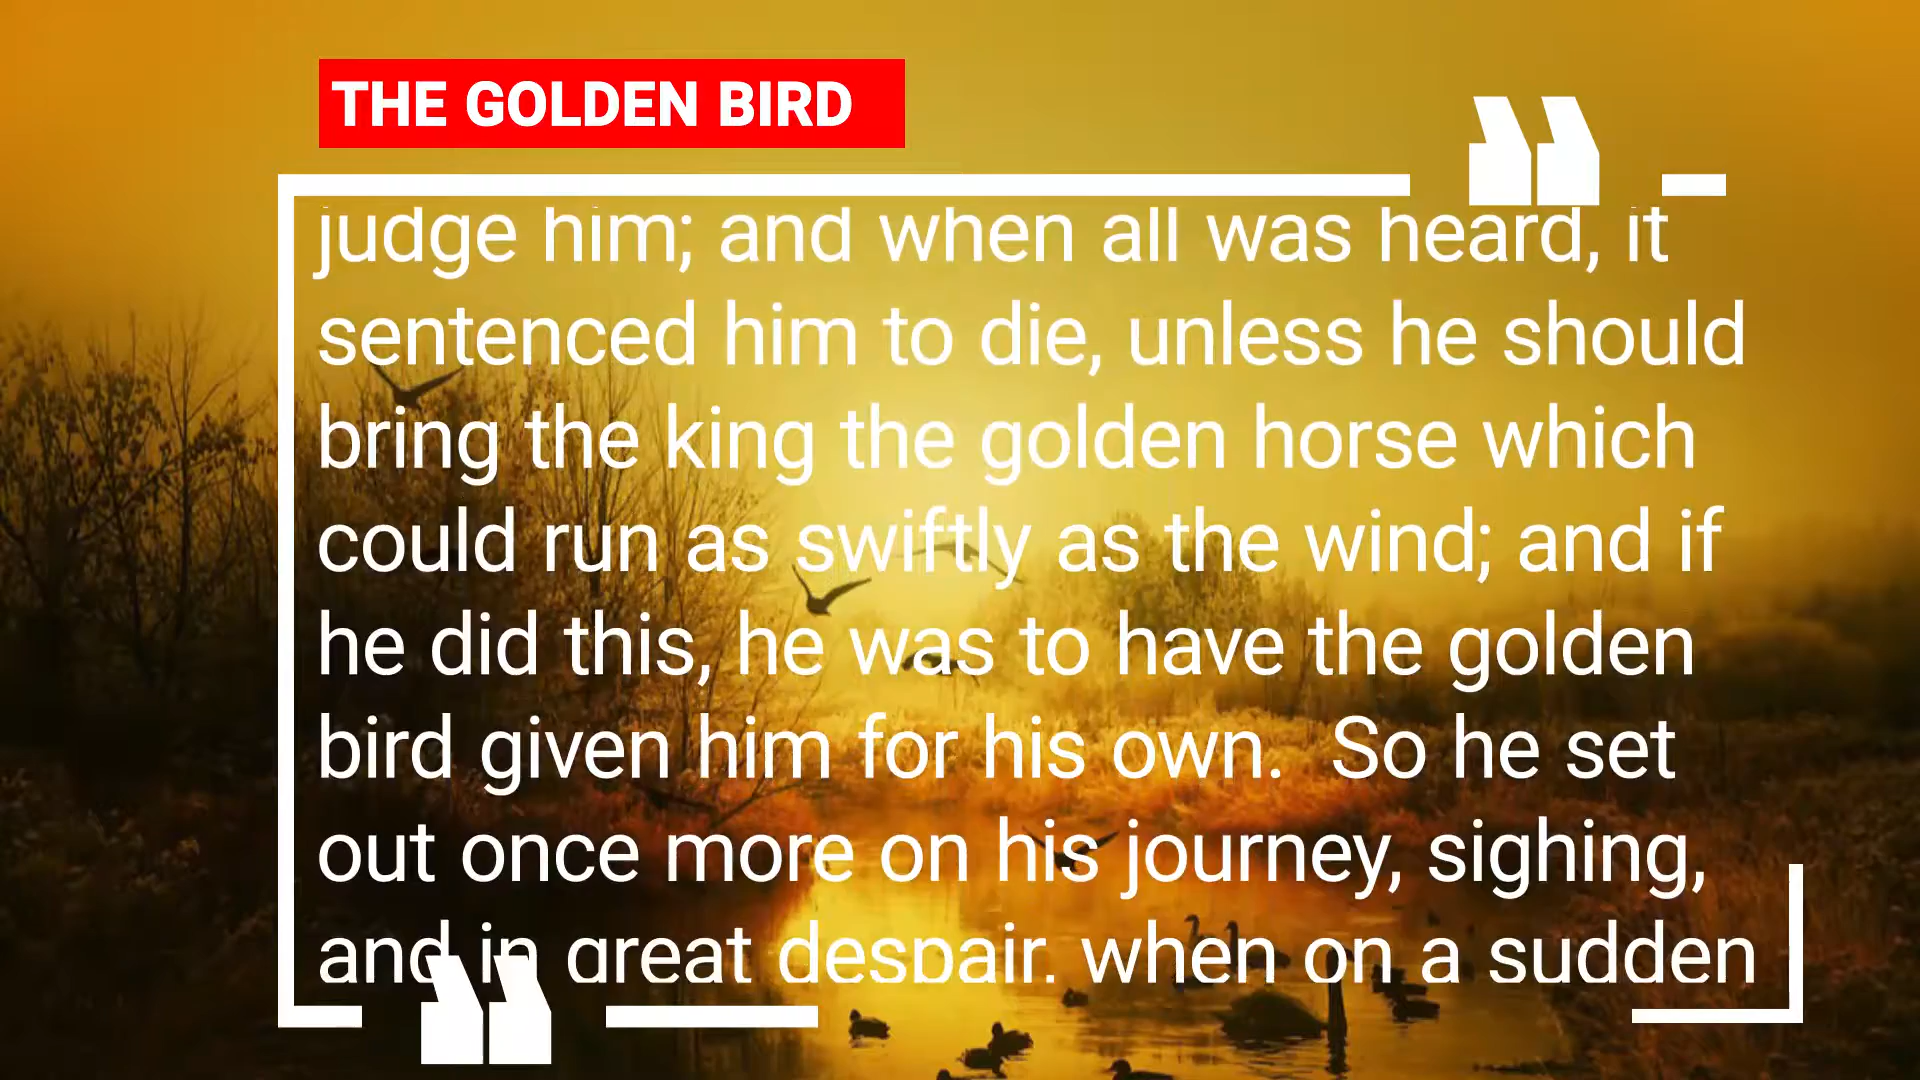 THE GOLDEN BIRD
judge him; and when all was heard, it
sentenced him to die, unless he should
bring the king the golden horse which
could run as swiftly as the wind; and if
he did this, he was to have the golden
bird given him for his own.  So he set
out once more on his journey, sighing,
and in great despair, when on a sudden